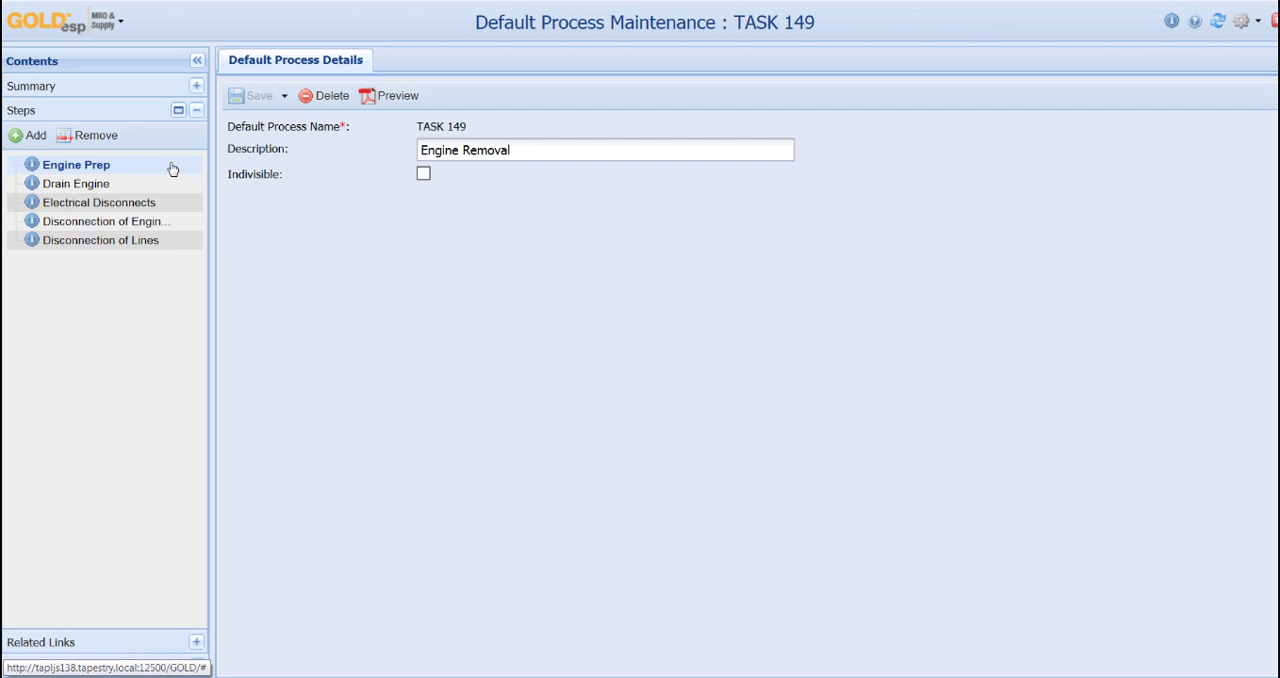 GOLDesp MRO & Supply
Default Process Maintenance : TASK 149
Contents
Summary
Steps
Add Remove
Engine Prep
Drain Engine
Electrical Disconnects
Disconnection of Engin...
Disconnection of Lines
Related Links
http://tapljs138.tapestry.local:12500/GOLD/#
Default Process Details
Save Delete Preview
Default Process Name*: TASK 149
Description: Engine Removal
Indivisible: